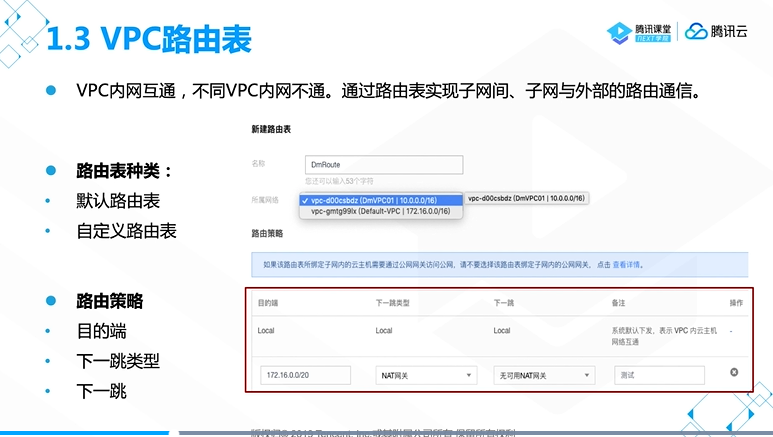 1.3 VPC路由表
腾讯课堂
NEXT学院
腾讯云
VPC内网互通，不同VPC内网不通。通过路由表实现子网间、子网与外部的路由通信。
路由表种类：
默认路由表
自定义路由表
路由策略
目的端
下一跳类型
下一跳
新建路由表
名称
DmRoute
您还可以输入53个字符
所属网络
vpc-d00csbdz (DmVPC01 | 10.0.0.0/16)
vpc-d00csbdz (DmVPC01 | 10.0.0.0/16)
vpc-gmtg99lx (Default-VPC | 172.16.0.0/16)
路由策略
如果该路由表所绑定子网内的云主机需要通过公网网关访问公网，请不要选择该路由表绑定子网内的公网网关， 点击 查看详情。
目的端 下一跳类型 下一跳 备注 操作
Local Local Local 系统默认下发，表示 VPC 内云主机 -
网络互通
172.16.0.0/20 NAT网关 无可用NAT网关 测试